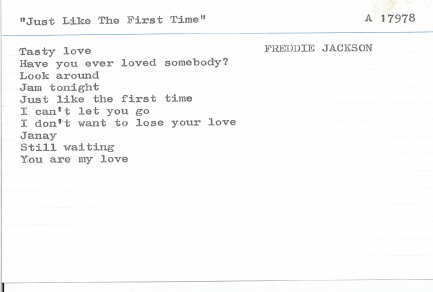 "Just Like The First Time" A 17978
Tasty love FREDDIE JACKSON
Have you ever loved somebody?
Look around
Jam tonight
Just like the first time
I can't let you go
I don't want to lose your love
Janay
Still waiting
You are my love